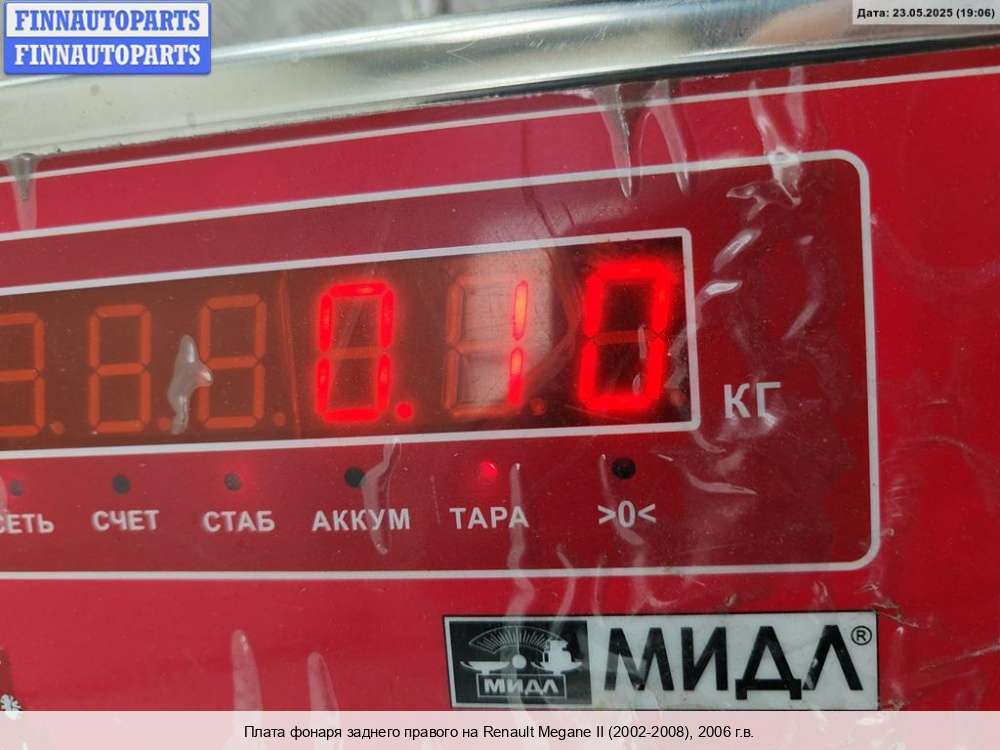 FINNAUTOPARTS
FINNAUTOPARTS
Дата: 23.05.2025 (19:06)
0.10
КГ
СЕТЬ СЧЕТ СТАБ АККУМ ТАРА >0<
МИДЛ МИДЛ®
Плата фонаря заднего правого на Renault Megane II (2002-2008), 2006 г.в.